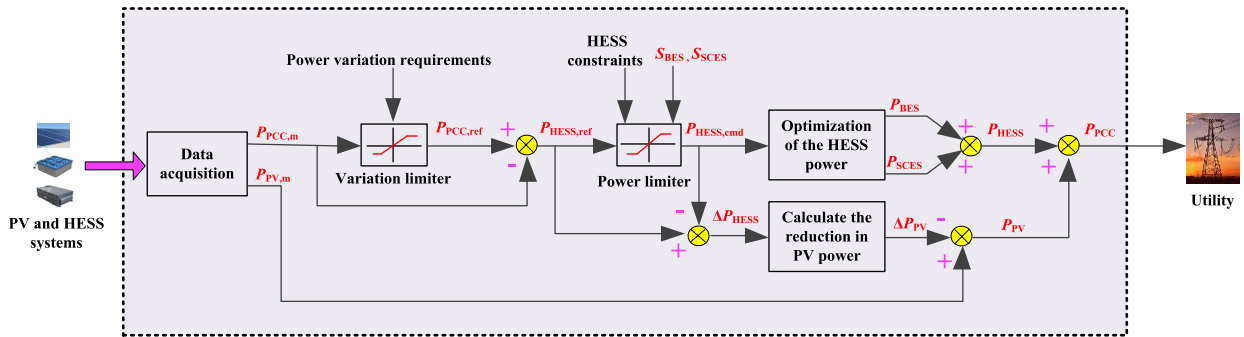 HESS
constraints
S_BES , S_SCES
Power variation requirements
P_BES
P_PCC,m
P_PCC,ref
+
P_HESS,ref
P_HESS,cmd
Optimization
of the HESS
power
+
P_HESS
+
P_PCC
Data
acquisition
-
P_SCES
+
+
P_PV,m
Variation limiter
Power limiter
Utility
PV and HESS
systems
-
ΔP_HESS
Calculate the
reduction in
PV power
ΔP_PV
-
P_PV
+
+